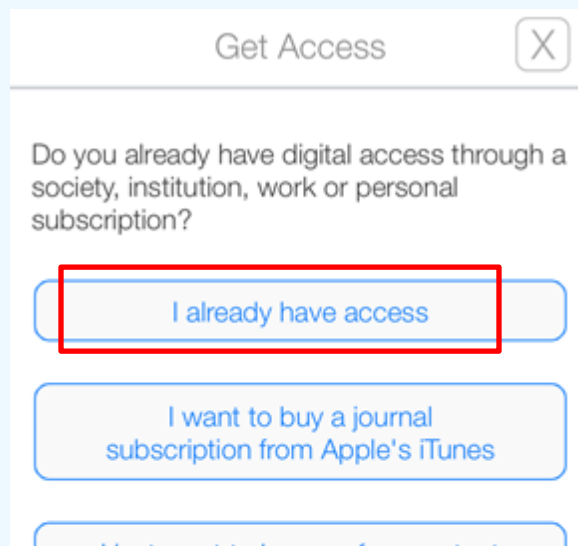 Get Access
X
Do you already have digital access through a
society, institution, work or personal
subscription?
I already have access
I want to buy a journal
subscription from Apple's iTunes